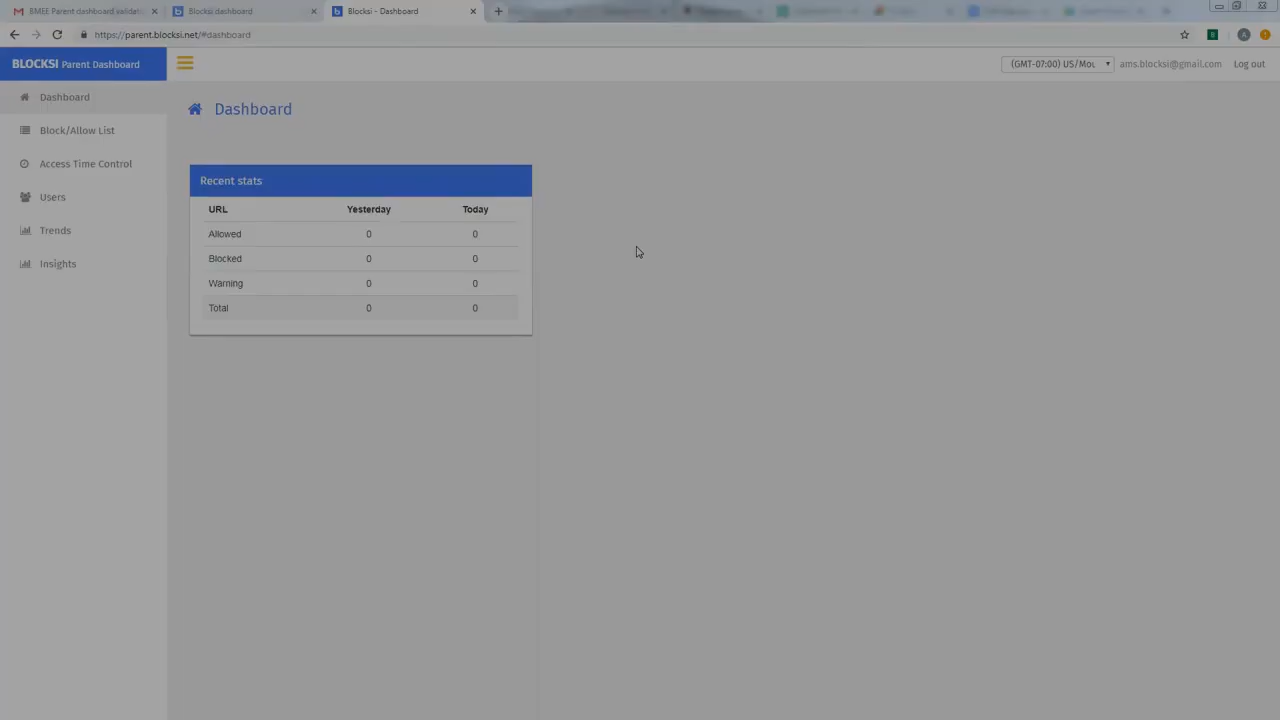 BMEE Parent dashboard validat
Blocksi dashboard
Blocksi - Dashboard
https://parent.blocksi.net/#dashboard
BLOCKSI Parent Dashboard
(GMT-07:00) US/Mou
ams.blocksi@gmail.com
Log out
Dashboard
Block/Allow List
Access Time Control
Users
Trends
Insights
Dashboard
Recent stats
URL Yesterday Today
Allowed 0 0
Blocked 0 0
Warning 0 0
Total 0 0